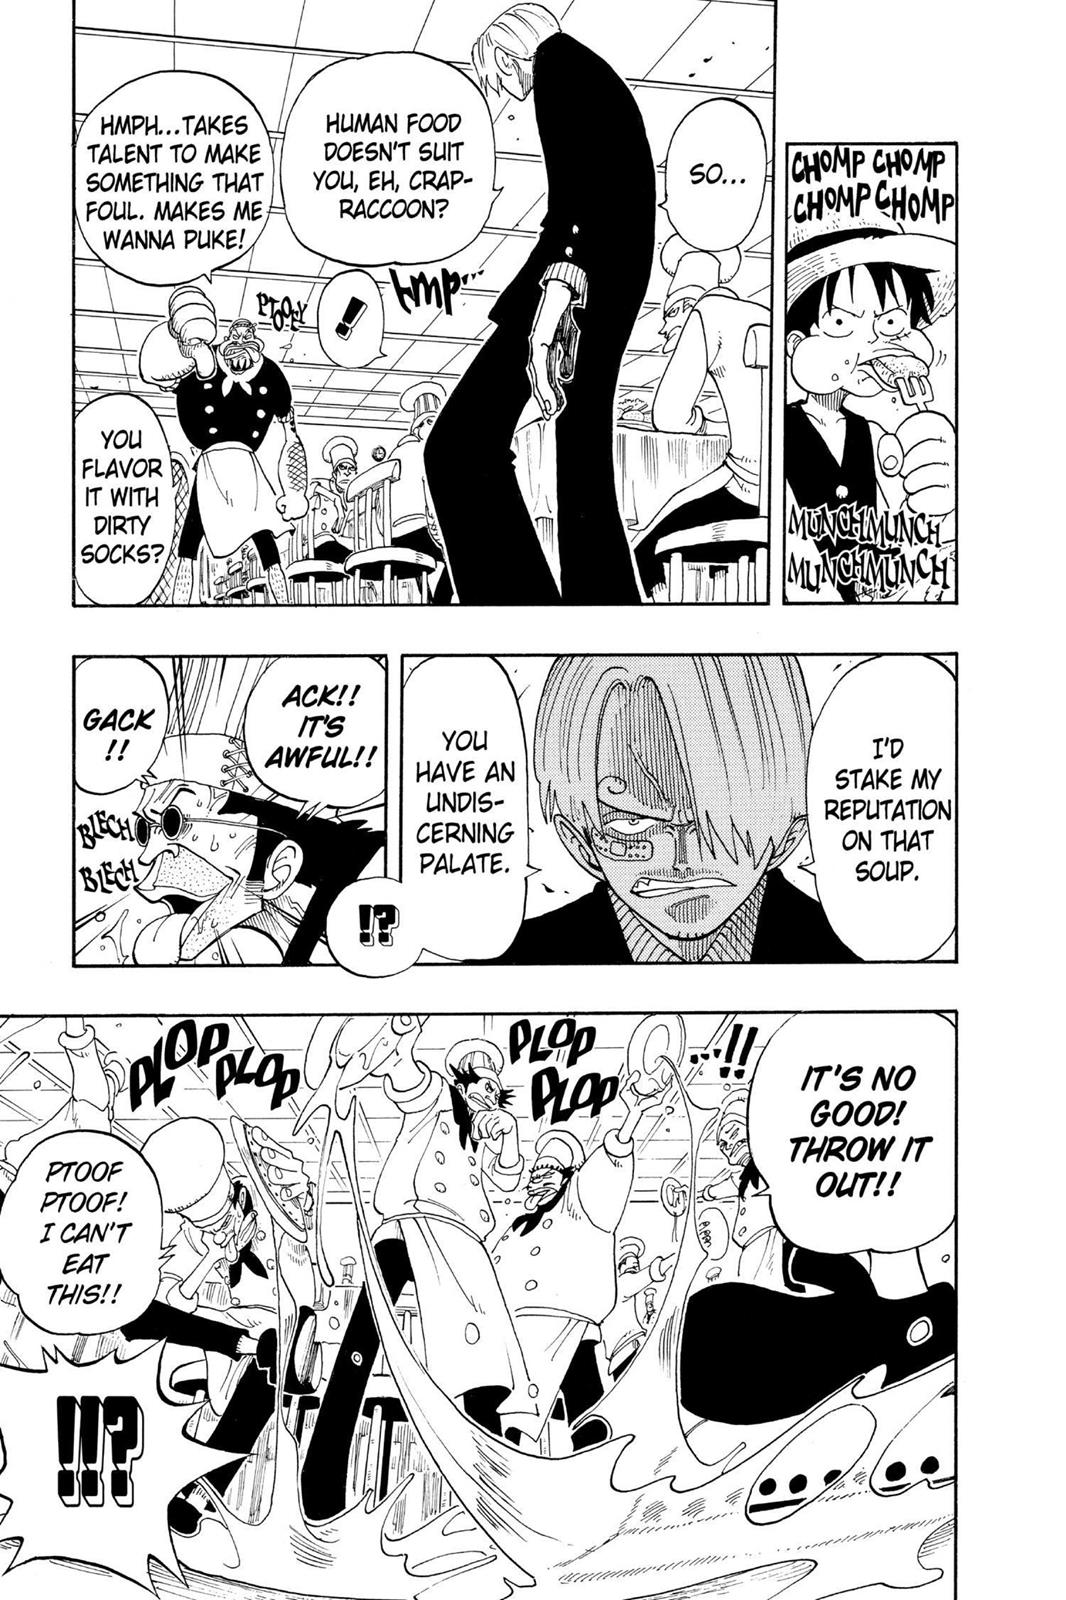 CHOMP CHOMP
CHOMP CHOMP
MUNCHMUNCH
MUNCHMUNCH
SO...
HUMAN FOOD
DOESN'T SUIT
YOU, EH, CRAP-
RACCOON?
HMP...
!
PTOOEY
HMPH...TAKES
TALENT TO MAKE
SOMETHING THAT
FOUL. MAKES ME
WANNA PUKE!
YOU
FLAVOR
IT WITH
DIRTY
SOCKS?
I'D
STAKE MY
REPUTATION
ON THAT
SOUP.
YOU
HAVE AN
UNDIS-
CERNING
PALATE.
!?
ACK!!
IT'S
AWFUL!!
GACK
!!
BLECH
BLECH
IT'S NO
GOOD!
THROW IT
OUT!!
...!!
PLOP
PLOP
PLOP
PLOP
PTOOF
PTOOF!
I CAN'T
EAT
THIS!!
!!?